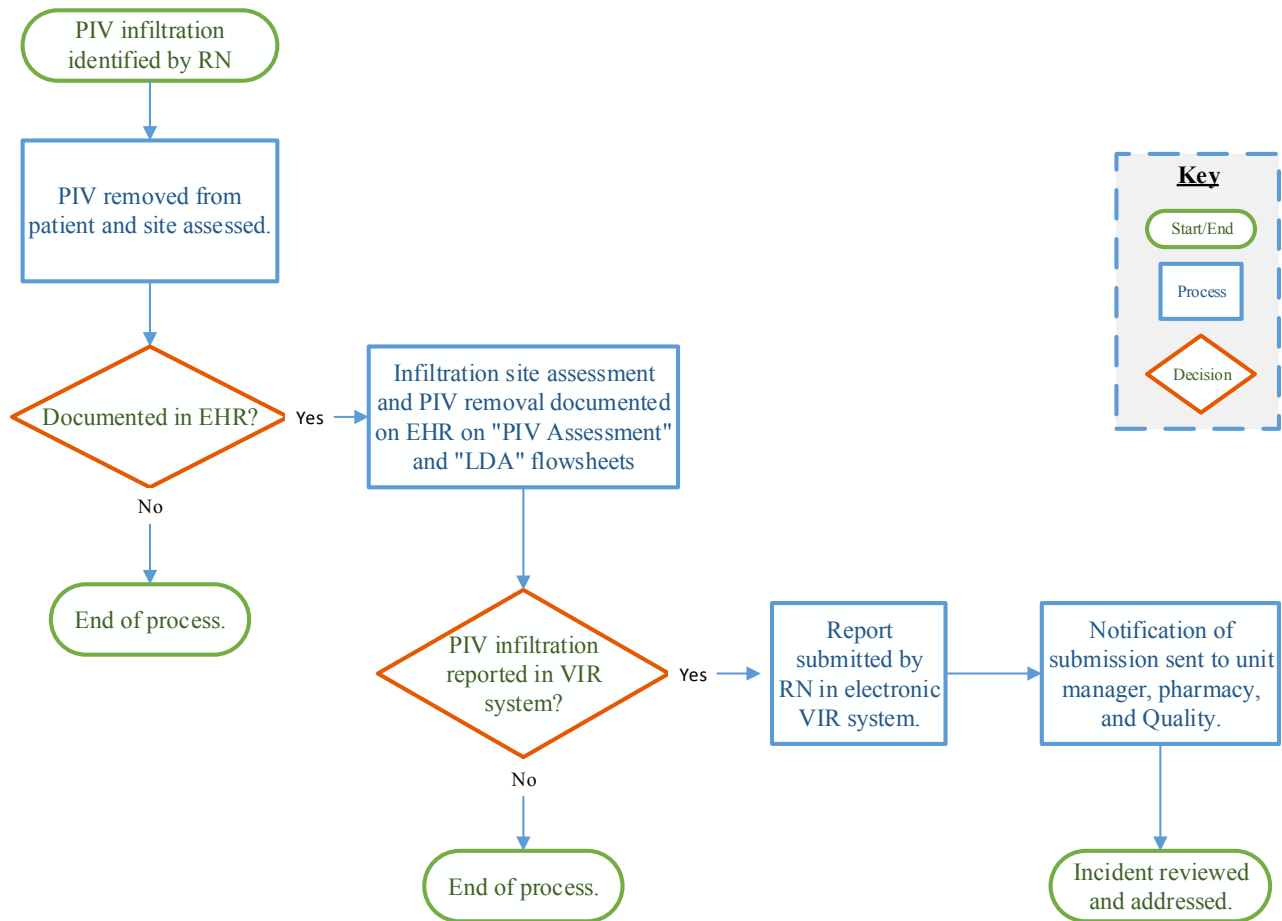 PIV infiltration
identified by RN
PIV removed from
patient and site assessed.
Key
Start/End
Process
Decision
Documented in EHR?
Yes
Infiltration site assessment
and PIV removal documented
on EHR on "PIV Assessment"
and "LDA" flowsheets
No
End of process.
PIV infiltration
reported in VIR
system?
Yes
Report
submitted by
RN in electronic
VIR system.
Notification of
submission sent to unit
manager, pharmacy,
and Quality.
No
End of process.
Incident reviewed
and addressed.